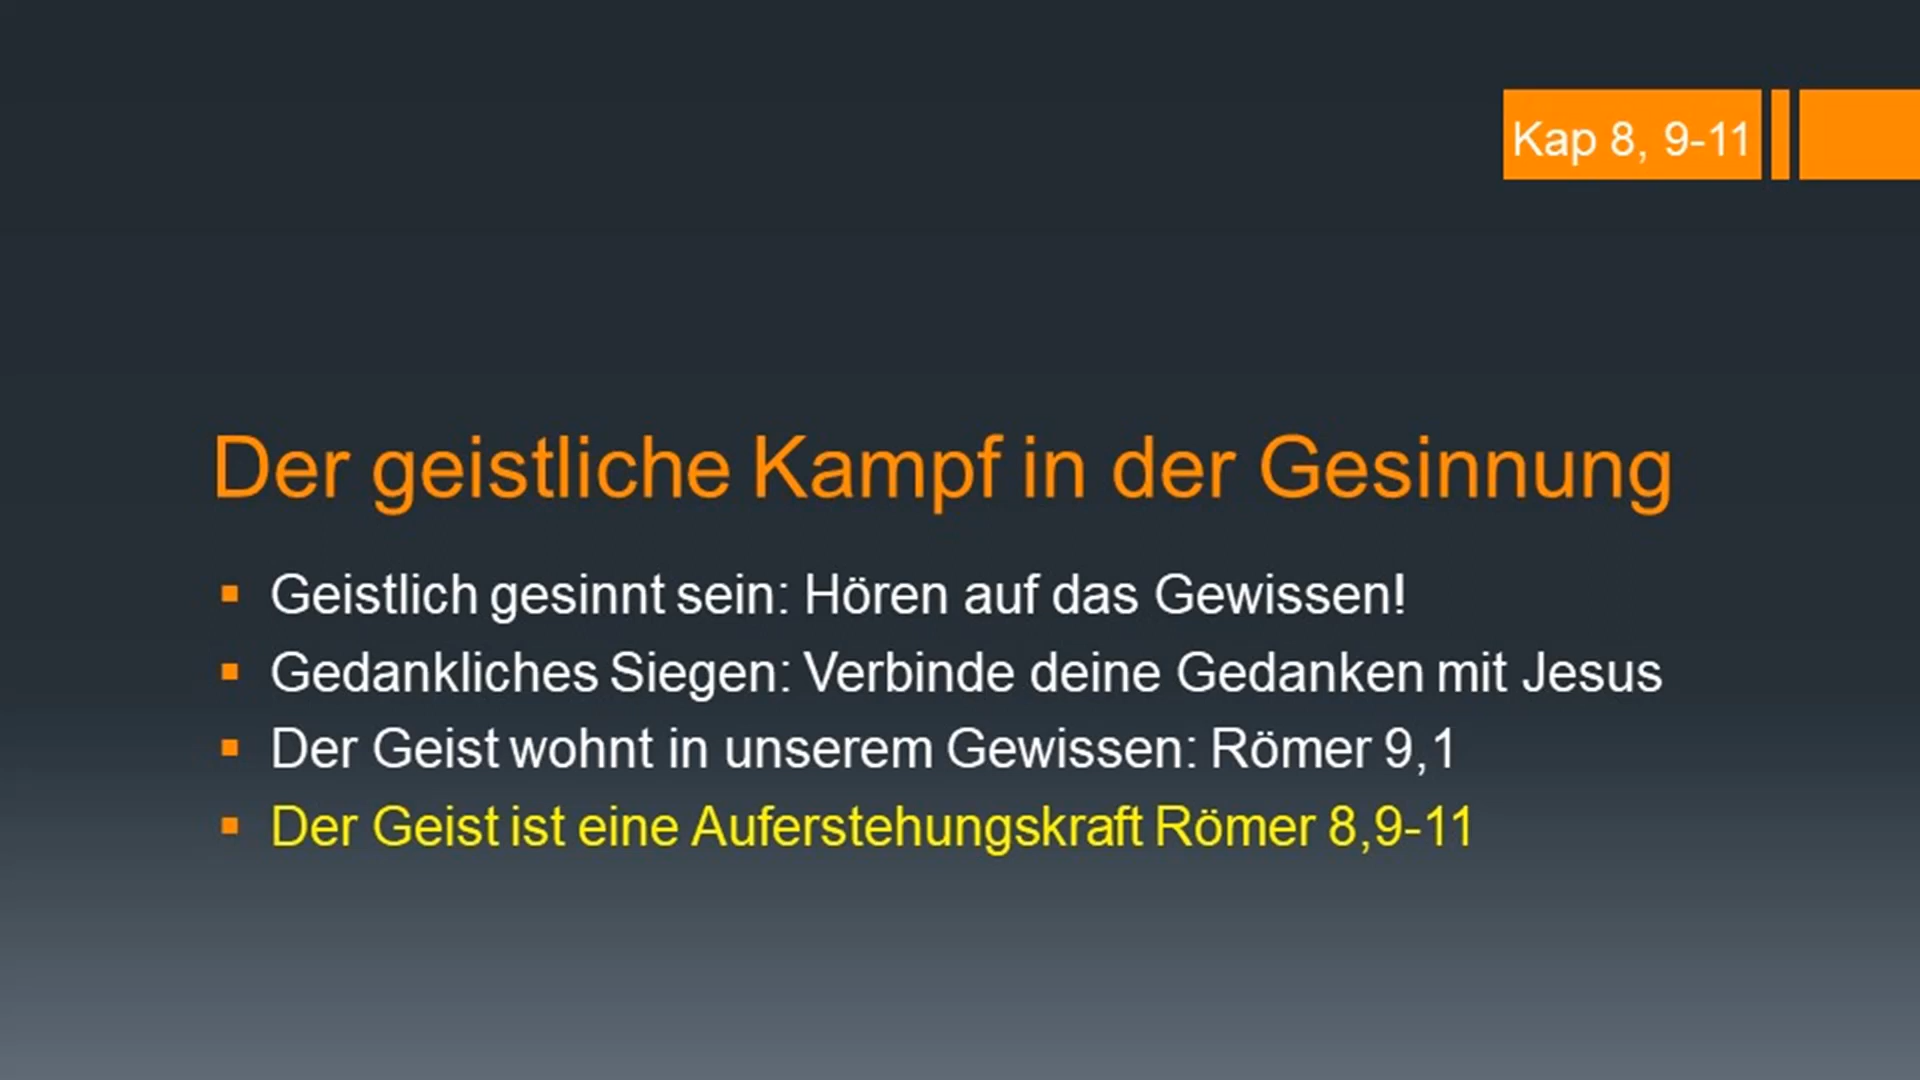 Kap 8, 9-11
Der geistliche Kampf in der Gesinnung
Geistlich gesinnt sein: Hören auf das Gewissen!
Gedankliches Siegen: Verbinde deine Gedanken mit Jesus
Der Geist wohnt in unserem Gewissen: Römer 9,1
Der Geist ist eine Auferstehungskraft Römer 8,9-11